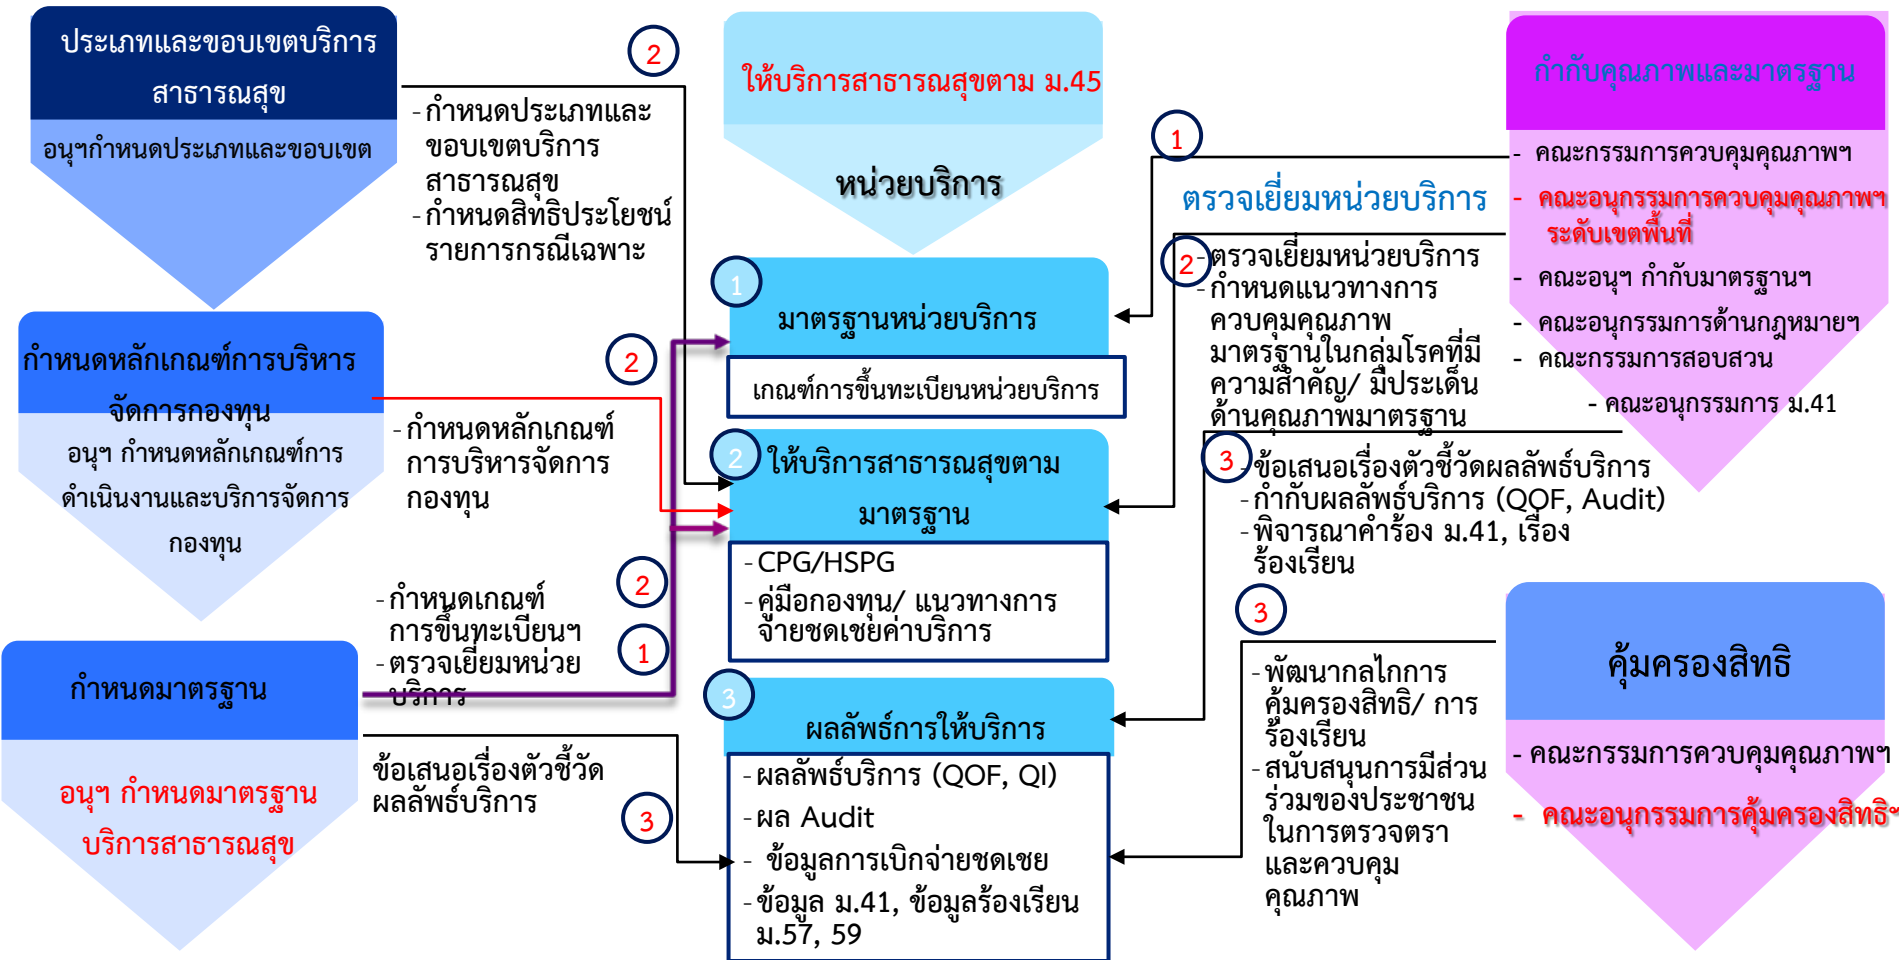 ประเภทและขอบเขตบริการ
สาธารณสุข
อนุฯกำหนดประเภทและขอบเขต
2
-กำหนดประเภทและ
ขอบเขตบริการ
สาธารณสุข
-กำหนดสิทธิประโยชน์
รายการกรณีเฉพาะ
กำหนดหลักเกณฑ์การบริหาร
จัดการกองทุน
อนุฯ กำหนดหลักเกณฑ์การ
ดำเนินงานและบริการจัดการ
กองทุน
2
-กำหนดหลักเกณฑ์
การบริหารจัดการ
กองทุน
กำหนดมาตรฐาน
อนุฯ กำหนดมาตรฐาน
บริการสาธารณสุข
2
1
-กำหนดเกณฑ์
การขึ้นทะเบียนฯ
-ตรวจเยี่ยมหน่วย
บริการ
ข้อเสนอเรื่องตัวชี้วัด
ผลลัพธ์บริการ
3
ให้บริการสาธารณสุขตาม ม.45
หน่วยบริการ
1
มาตรฐานหน่วยบริการ
เกณฑ์การขึ้นทะเบียนหน่วยบริการ
2
ให้บริการสาธารณสุขตาม
มาตรฐาน
-CPG/HSPG
-คู่มือกองทุน/ แนวทางการ
จ่ายชดเชยค่าบริการ
3
ผลลัพธ์การให้บริการ
-ผลลัพธ์บริการ (QOF, QI)
-ผล Audit
- ข้อมูลการเบิกจ่ายชดเชย
-ข้อมูล ม.41, ข้อมูลร้องเรียน
ม.57, 59
กำกับคุณภาพและมาตรฐาน
- คณะกรรมการควบคุมคุณภาพฯ
- คณะอนุกรรมการควบคุมคุณภาพฯ
ระดับเขตพื้นที่
- คณะอนุฯ กำกับมาตรฐานฯ
- คณะอนุกรรมการด้านกฎหมายฯ
- คณะกรรมการสอบสวน
- คณะอนุกรรมการ ม.41
1
ตรวจเยี่ยมหน่วยบริการ
2
-ตรวจเยี่ยมหน่วยบริการ
-กำหนดแนวทางการ
ควบคุมคุณภาพ
มาตรฐานในกลุ่มโรคที่มี
ความสำคัญ/ มีประเด็น
ด้านคุณภาพมาตรฐาน
3
-ข้อเสนอเรื่องตัวชี้วัดผลลัพธ์บริการ
-กำกับผลลัพธ์บริการ (QOF, Audit)
-พิจารณาคำร้อง ม.41, เรื่อง
ร้องเรียน
คุ้มครองสิทธิ
- คณะกรรมการควบคุมคุณภาพฯ
- คณะอนุกรรมการคุ้มครองสิทธิฯ
3
-พัฒนากลไกการ
คุ้มครองสิทธิ/ การ
ร้องเรียน
-สนับสนุนการมีส่วน
ร่วมของประชาชน
ในการตรวจตรา
และควบคุม
คุณภาพ